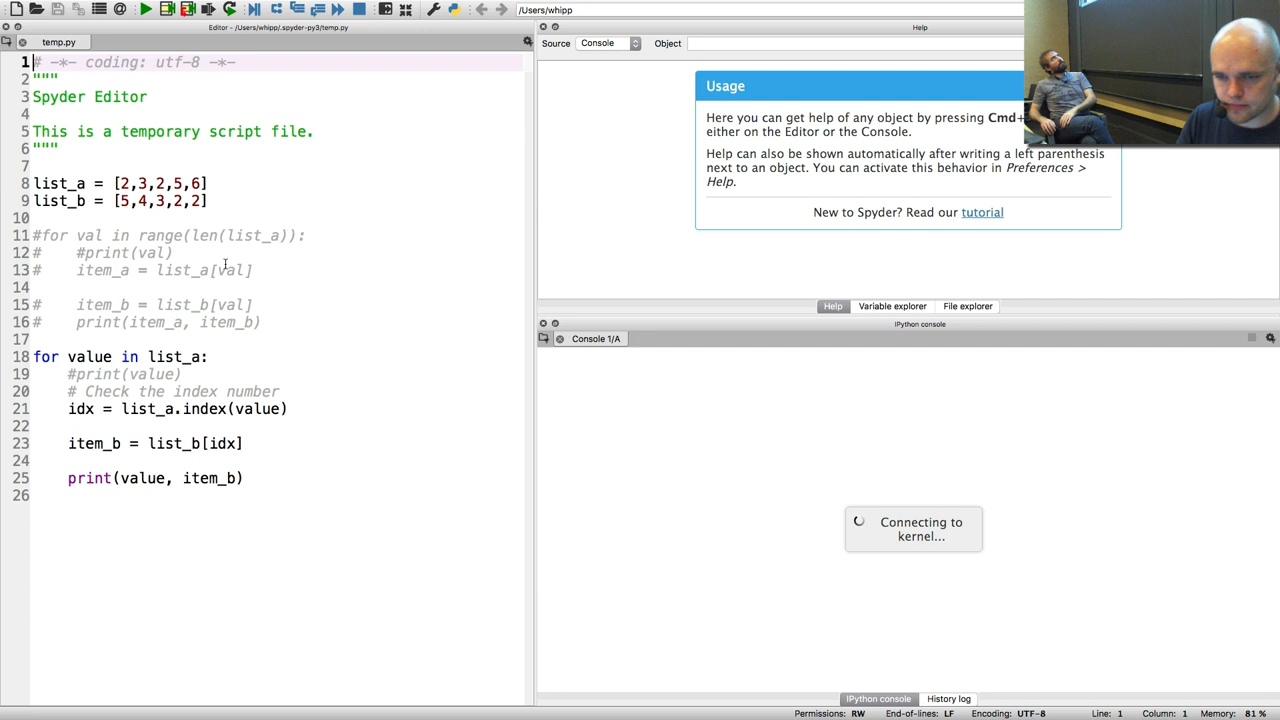 /Users/whipp
Editor - /Users/whipp/.spyder-py3/temp.py
Help
temp.py
Source Console Object
1 # -*- coding: utf-8 -*-
2 """
3 Spyder Editor
4
5 This is a temporary script file.
6 """
7
8 list_a = [2,3,2,5,6]
9 list_b = [5,4,3,2,2]
10
11 #for val in range(len(list_a)):
12 #    #print(val)
13 #    item_a = list_a[val]
14
15 #    item_b = list_b[val]
16 #    print(item_a, item_b)
17
18 for value in list_a:
19     #print(value)
20     # Check the index number
21     idx = list_a.index(value)
22
23     item_b = list_b[idx]
24
25     print(value, item_b)
26
Usage
Here you can get help of any object by pressing Cmd+
either on the Editor or the Console.
Help can also be shown automatically after writing a left parenthesis
next to an object. You can activate this behavior in Preferences >
Help.
New to Spyder? Read our tutorial
Help Variable explorer File explorer
IPython console
Console 1/A
Connecting to
kernel...
IPython console History log
Permissions: RW End-of-lines: LF Encoding: UTF-8 Line: 1 Column: 1 Memory: 81 %